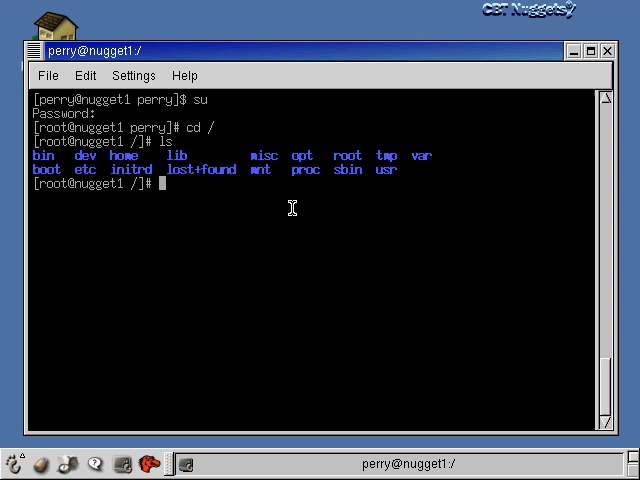 CBT Nuggets
perry@nugget1:/
File Edit Settings Help
[perry@nugget1 perry]$ su
Password:
[root@nugget1 perry]# cd /
[root@nugget1 /]# ls
bin dev home lib misc opt root tmp var
boot etc initrd lost+found mnt proc sbin usr
[root@nugget1 /]#
perry@nugget1:/